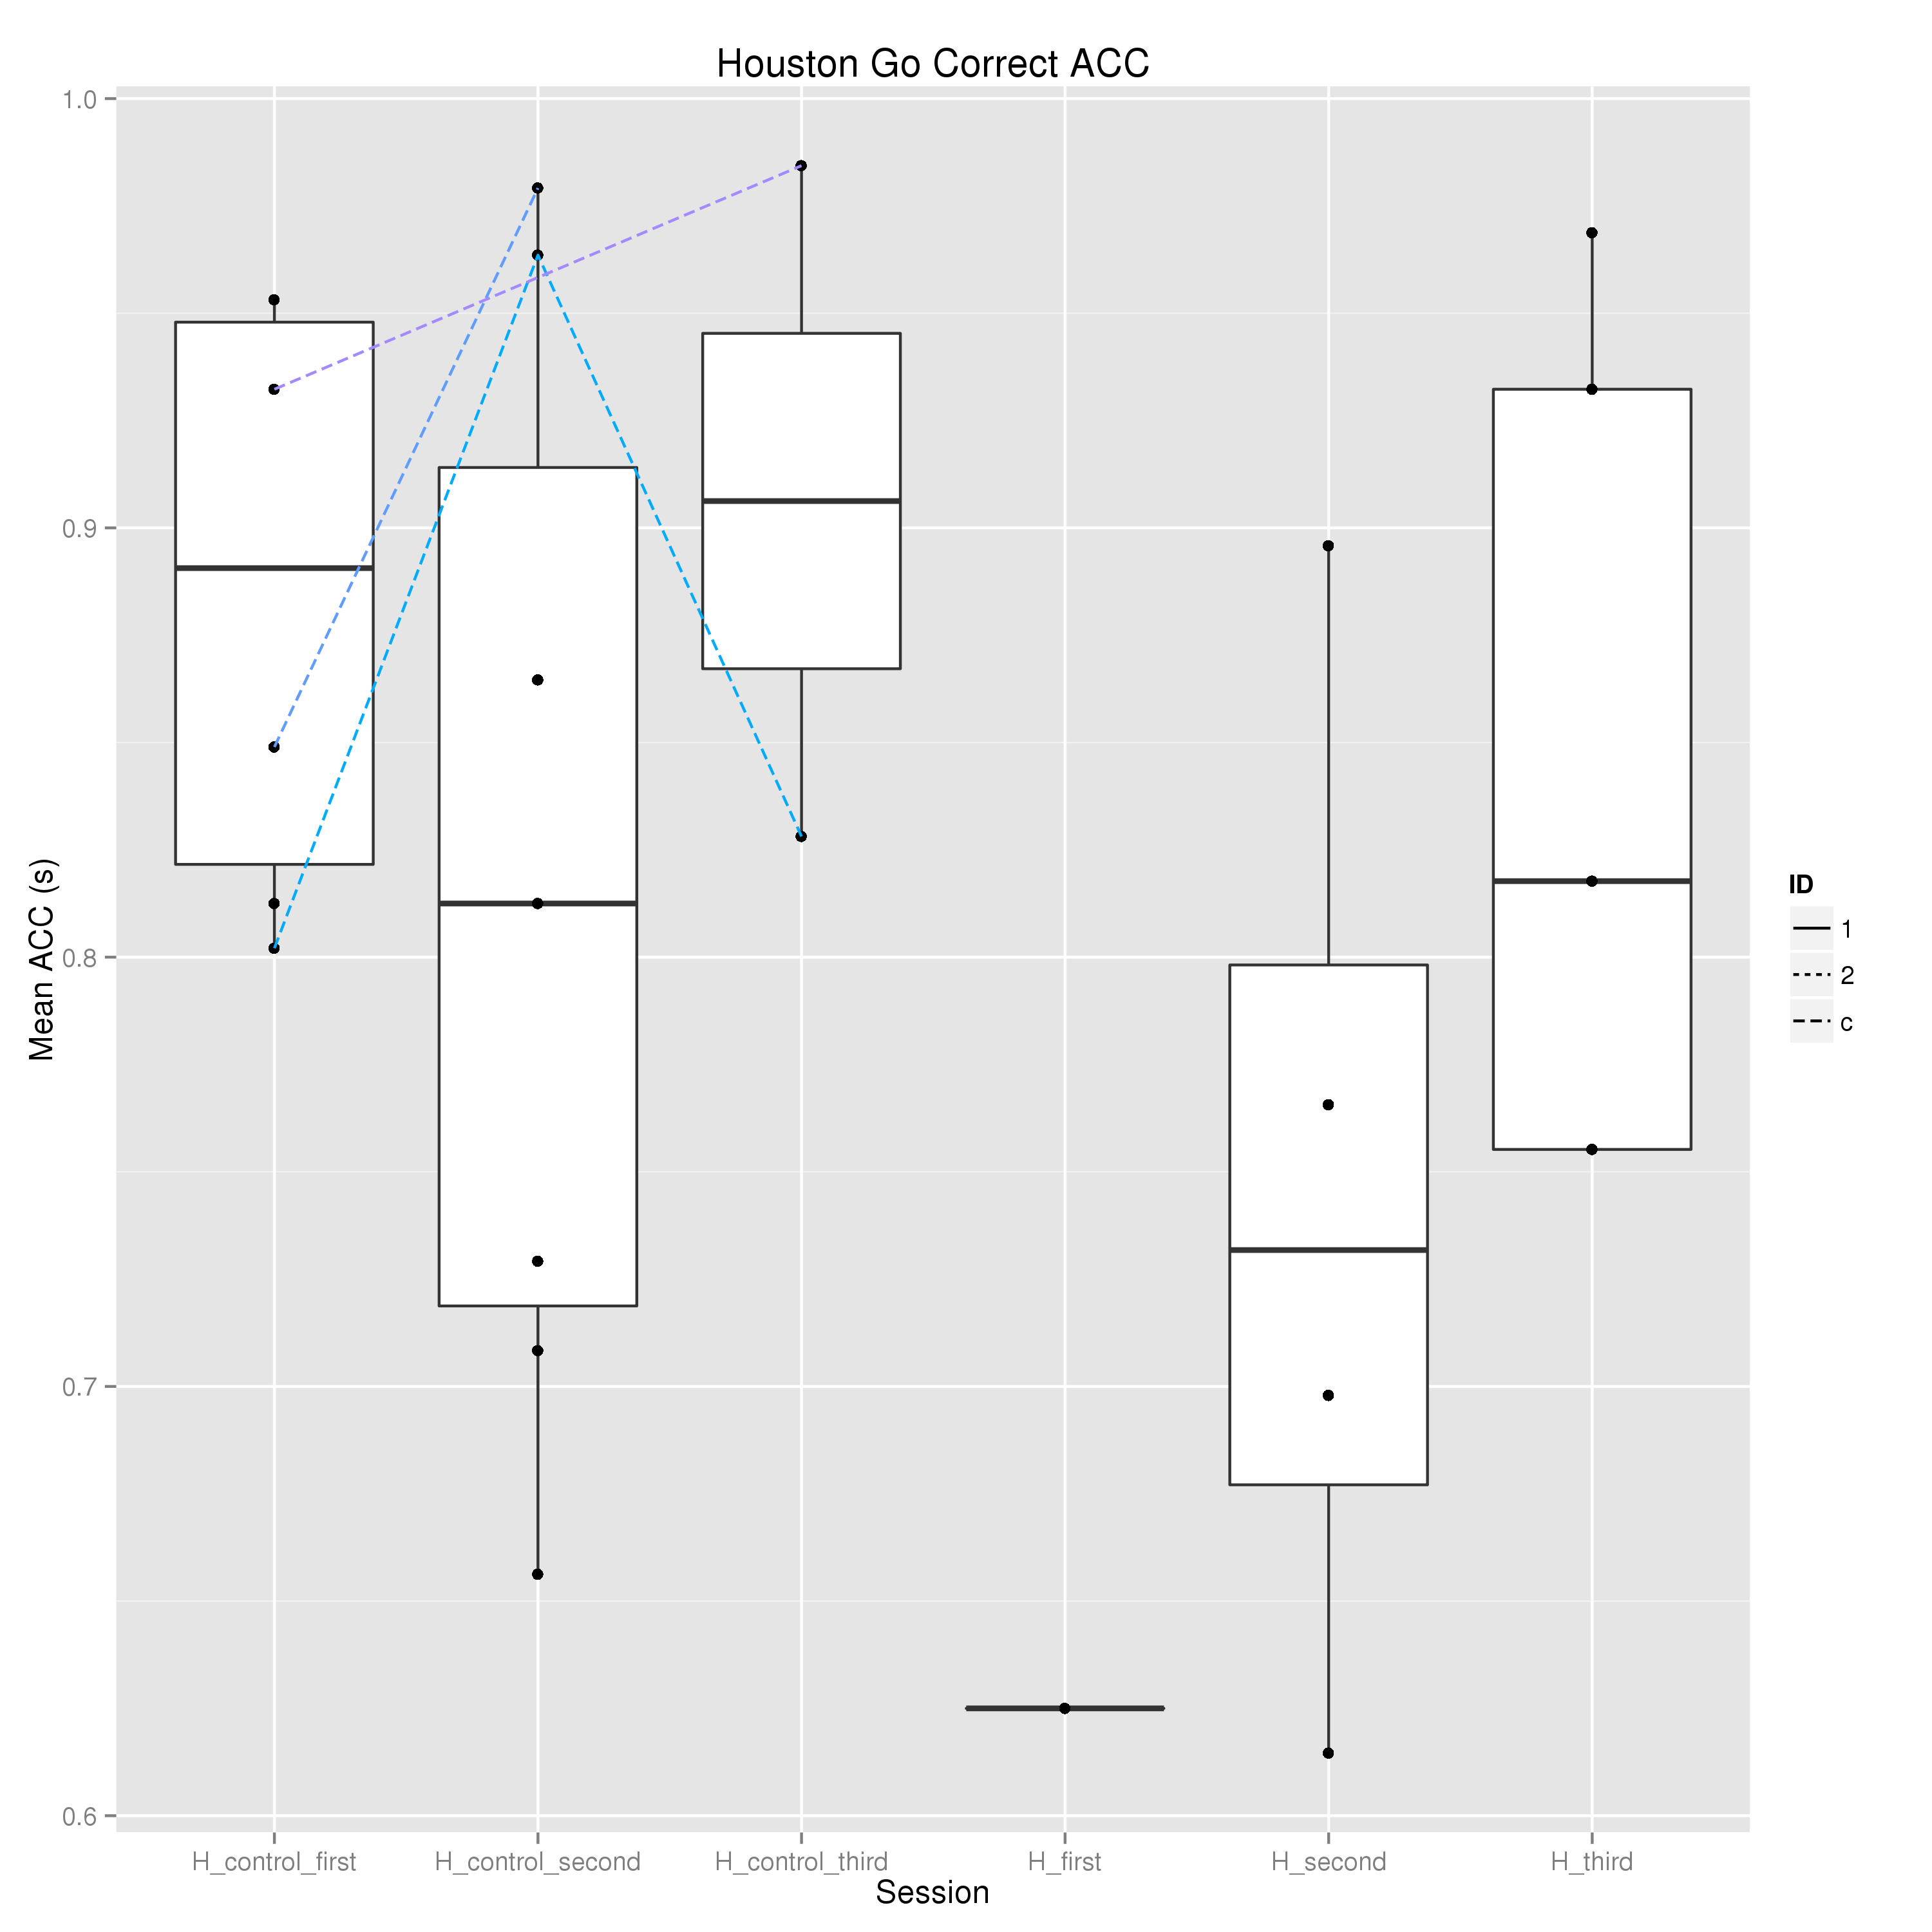 Houston Go Correct ACC
1.0
0.9
0.8
0.7
0.6
Mean ACC (s)
H_control_first
H_control_second
H_control_third
H_first
H_second
H_third
Session
ID
1
2
c